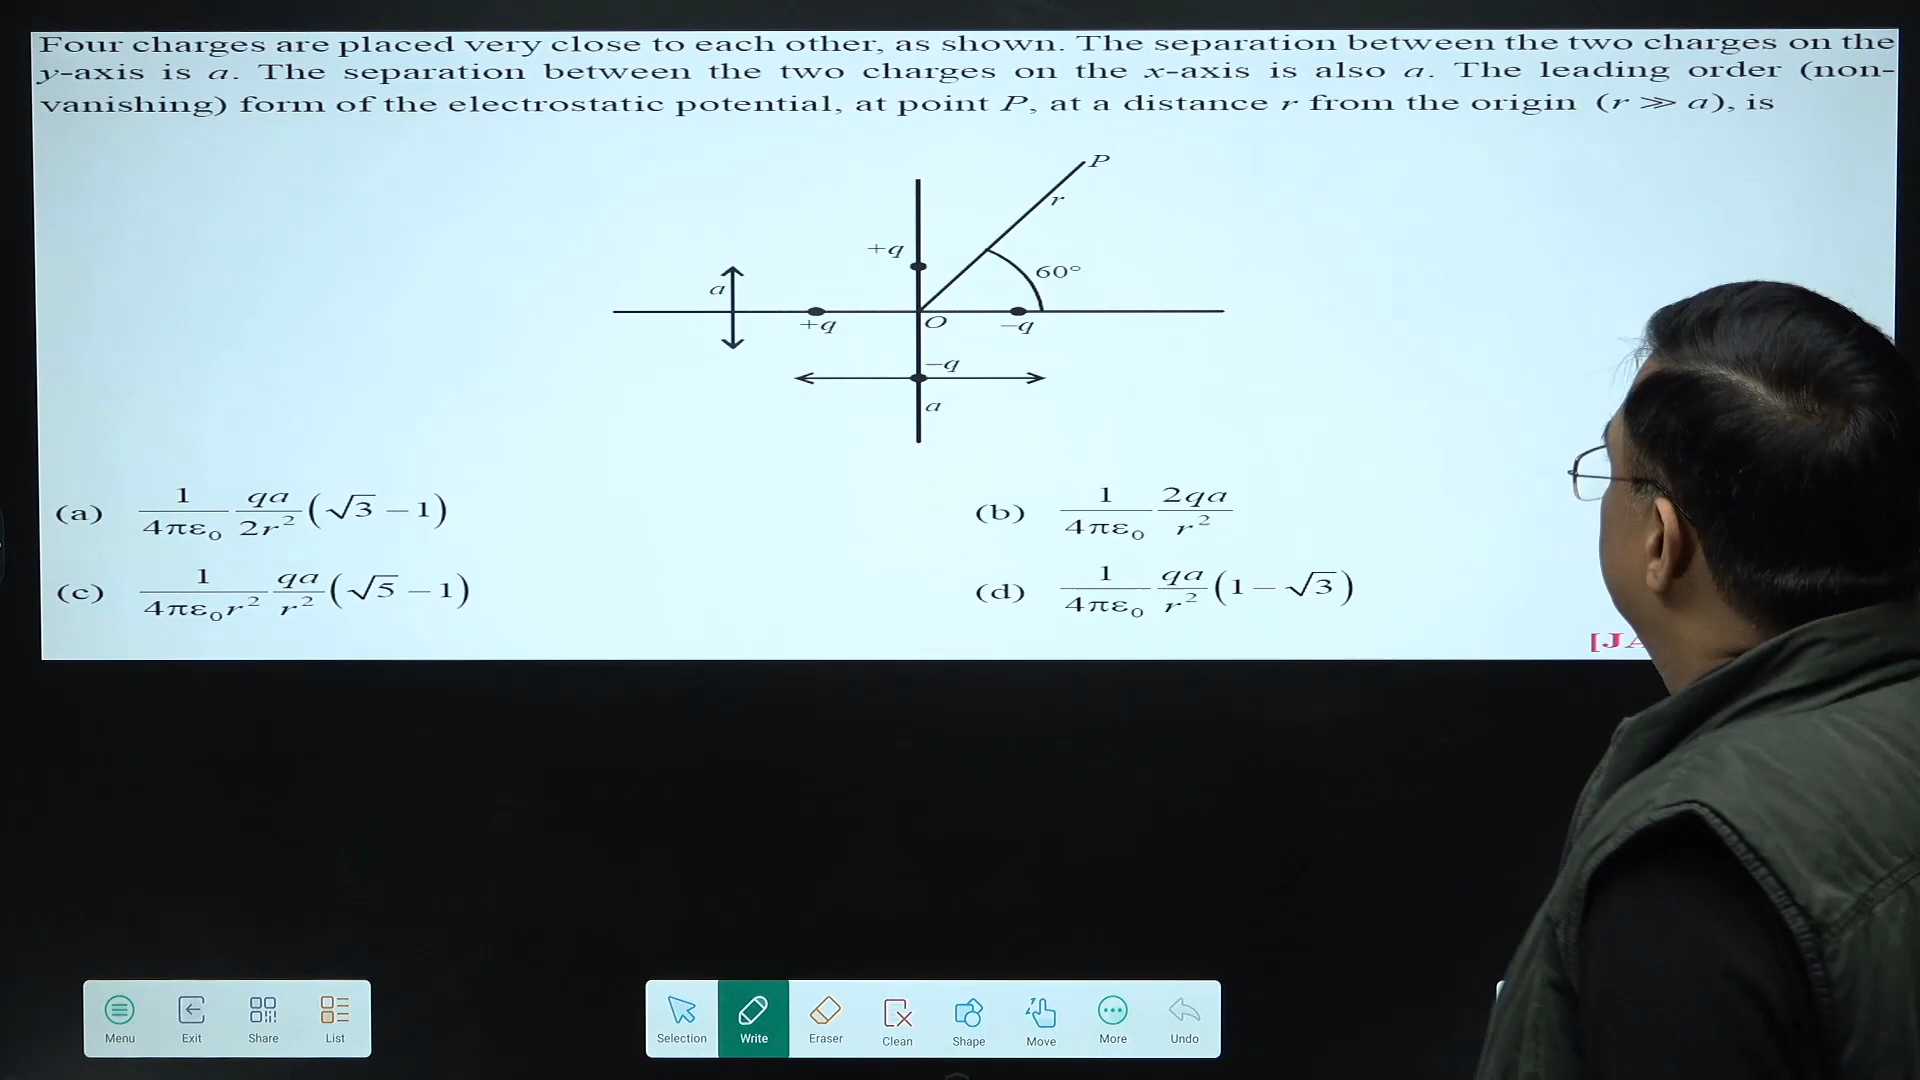 Four charges are placed very close to each other, as shown. The separation between the two charges on the
y-axis is a. The separation between the two charges on the x-axis is also a. The leading order (non-
vanishing) form of the electrostatic potential, at point P, at a distance r from the origin (r ≫ a), is
P
r
+q
60°
a
+q
O
−q
−q
a
(a) 1/4πε₀ qa/2r² (√3 − 1)
(b) 1/4πε₀ 2qa/r²
(c) 1/4πε₀r² qa/r² (√5 − 1)
(d) 1/4πε₀ qa/r² (1 − √3)
Menu
Exit
Share
List
Selection
Write
Eraser
Clean
Shape
Move
More
Undo